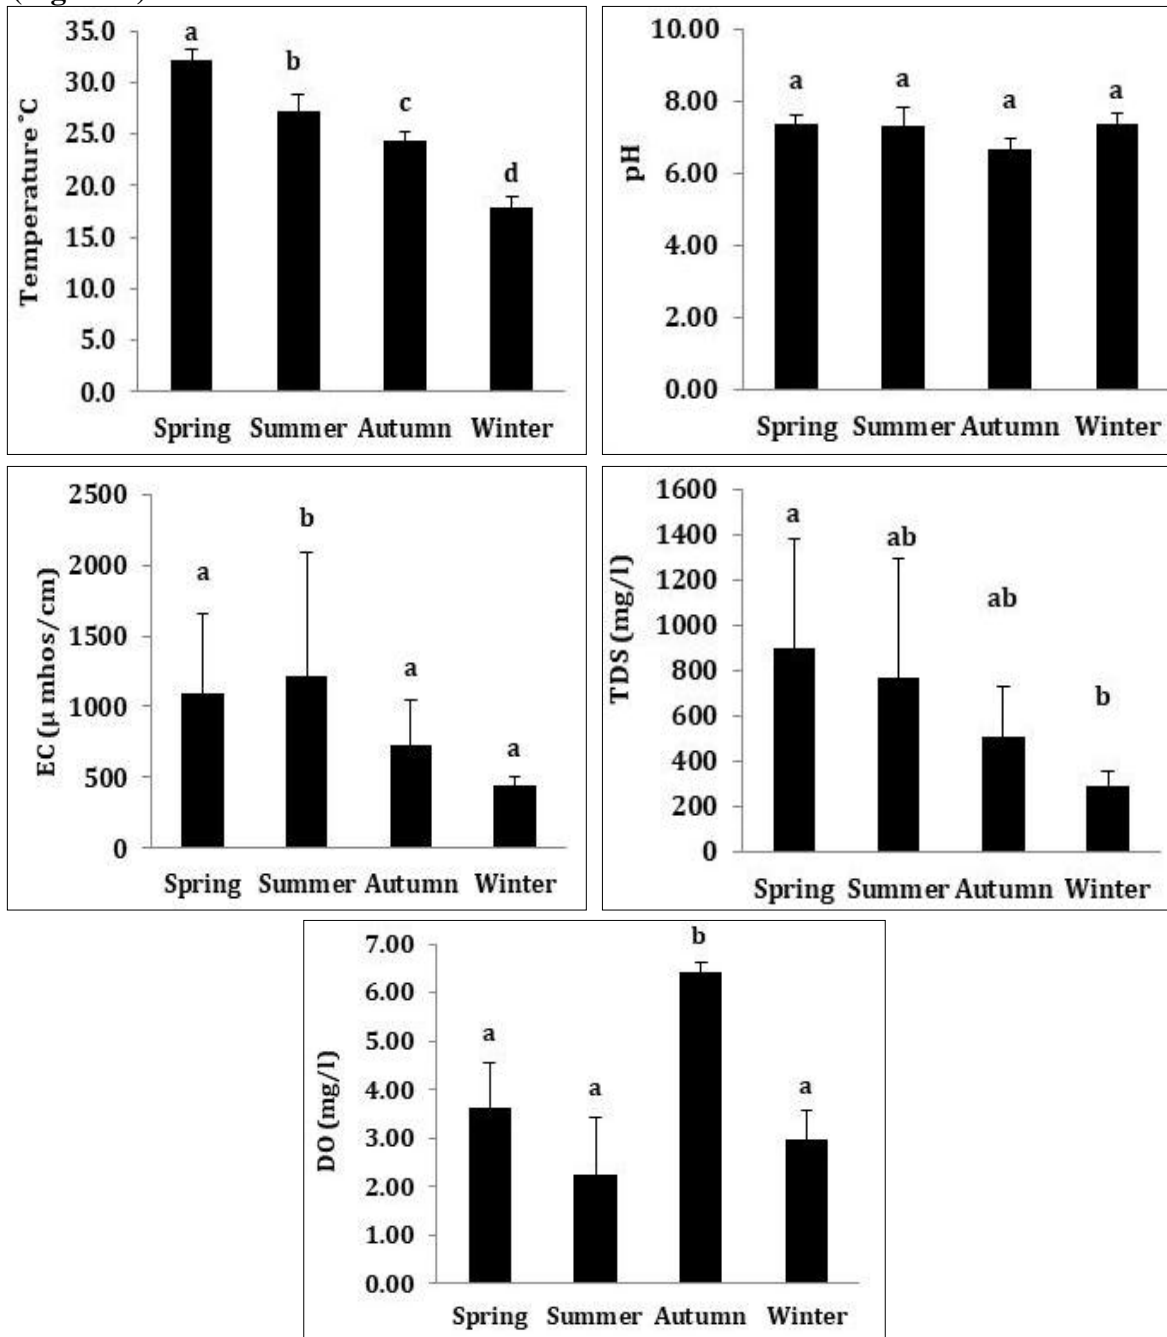 35.0
30.0
25.0
20.0
15.0
10.0
5.0
0.0
Temperature ˚C
a
b
c
d
Spring Summer Autumn Winter
10.00
8.00
6.00
4.00
2.00
0.00
pH
a
a
a
a
Spring Summer Autumn Winter
2500
2000
1500
1000
500
0
EC (µ mhos/cm)
a
b
a
a
Spring Summer Autumn Winter
1600
1400
1200
1000
800
600
400
200
0
TDS (mg/l)
a
ab
ab
b
Spring Summer Autumn Winter
7.00
6.00
5.00
4.00
3.00
2.00
1.00
0.00
DO (mg/l)
a
a
b
a
Spring Summer Autumn Winter